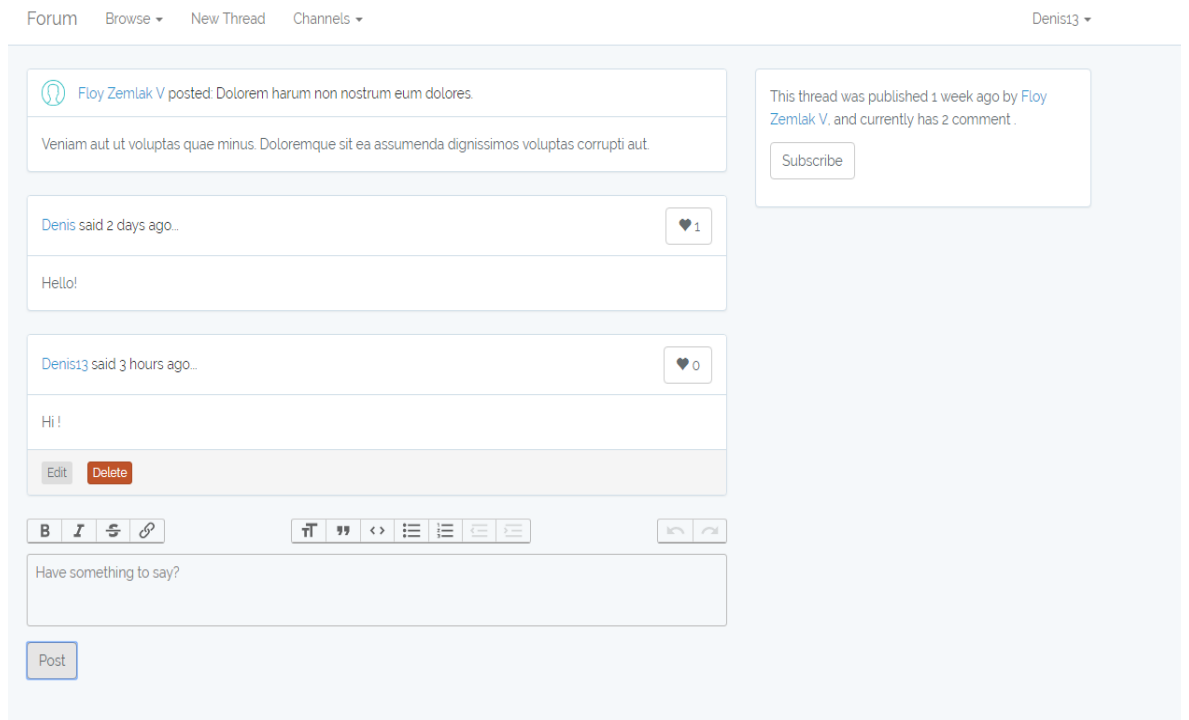 Forum Browse New Thread Channels Denis13
Floy Zemlak V posted: Dolorem harum non nostrum eum dolores.
Veniam aut ut voluptas quae minus. Doloremque sit ea assumenda dignissimos voluptas corrupti aut.
This thread was published 1 week ago by Floy
Zemlak V, and currently has 2 comment .
Subscribe
Denis said 2 days ago...
1
Hello!
Denis13 said 3 hours ago...
0
Hi !
Edit Delete
Have something to say?
Post